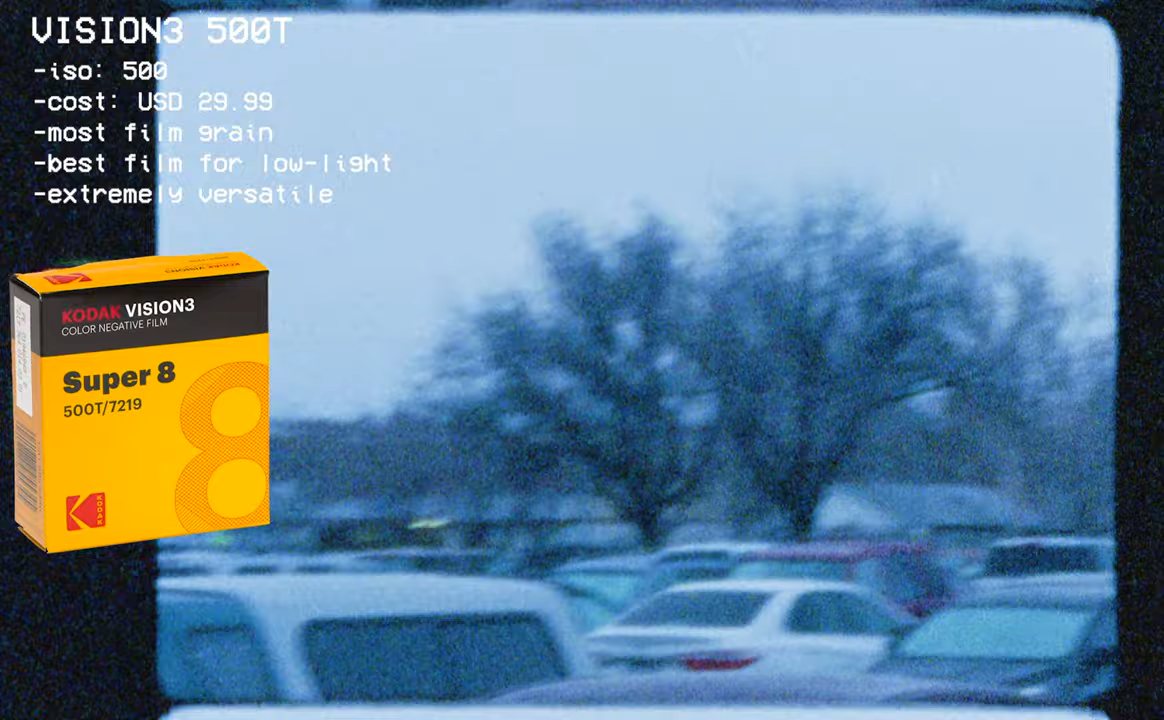 VISION3 500T
-iso: 500
-cost: USD 29.99
-most film grain
-best film for low-light
-extremely versatile
KODAK VISION3
COLOR NEGATIVE FILM
Super 8
500T/7219
8
KODAK